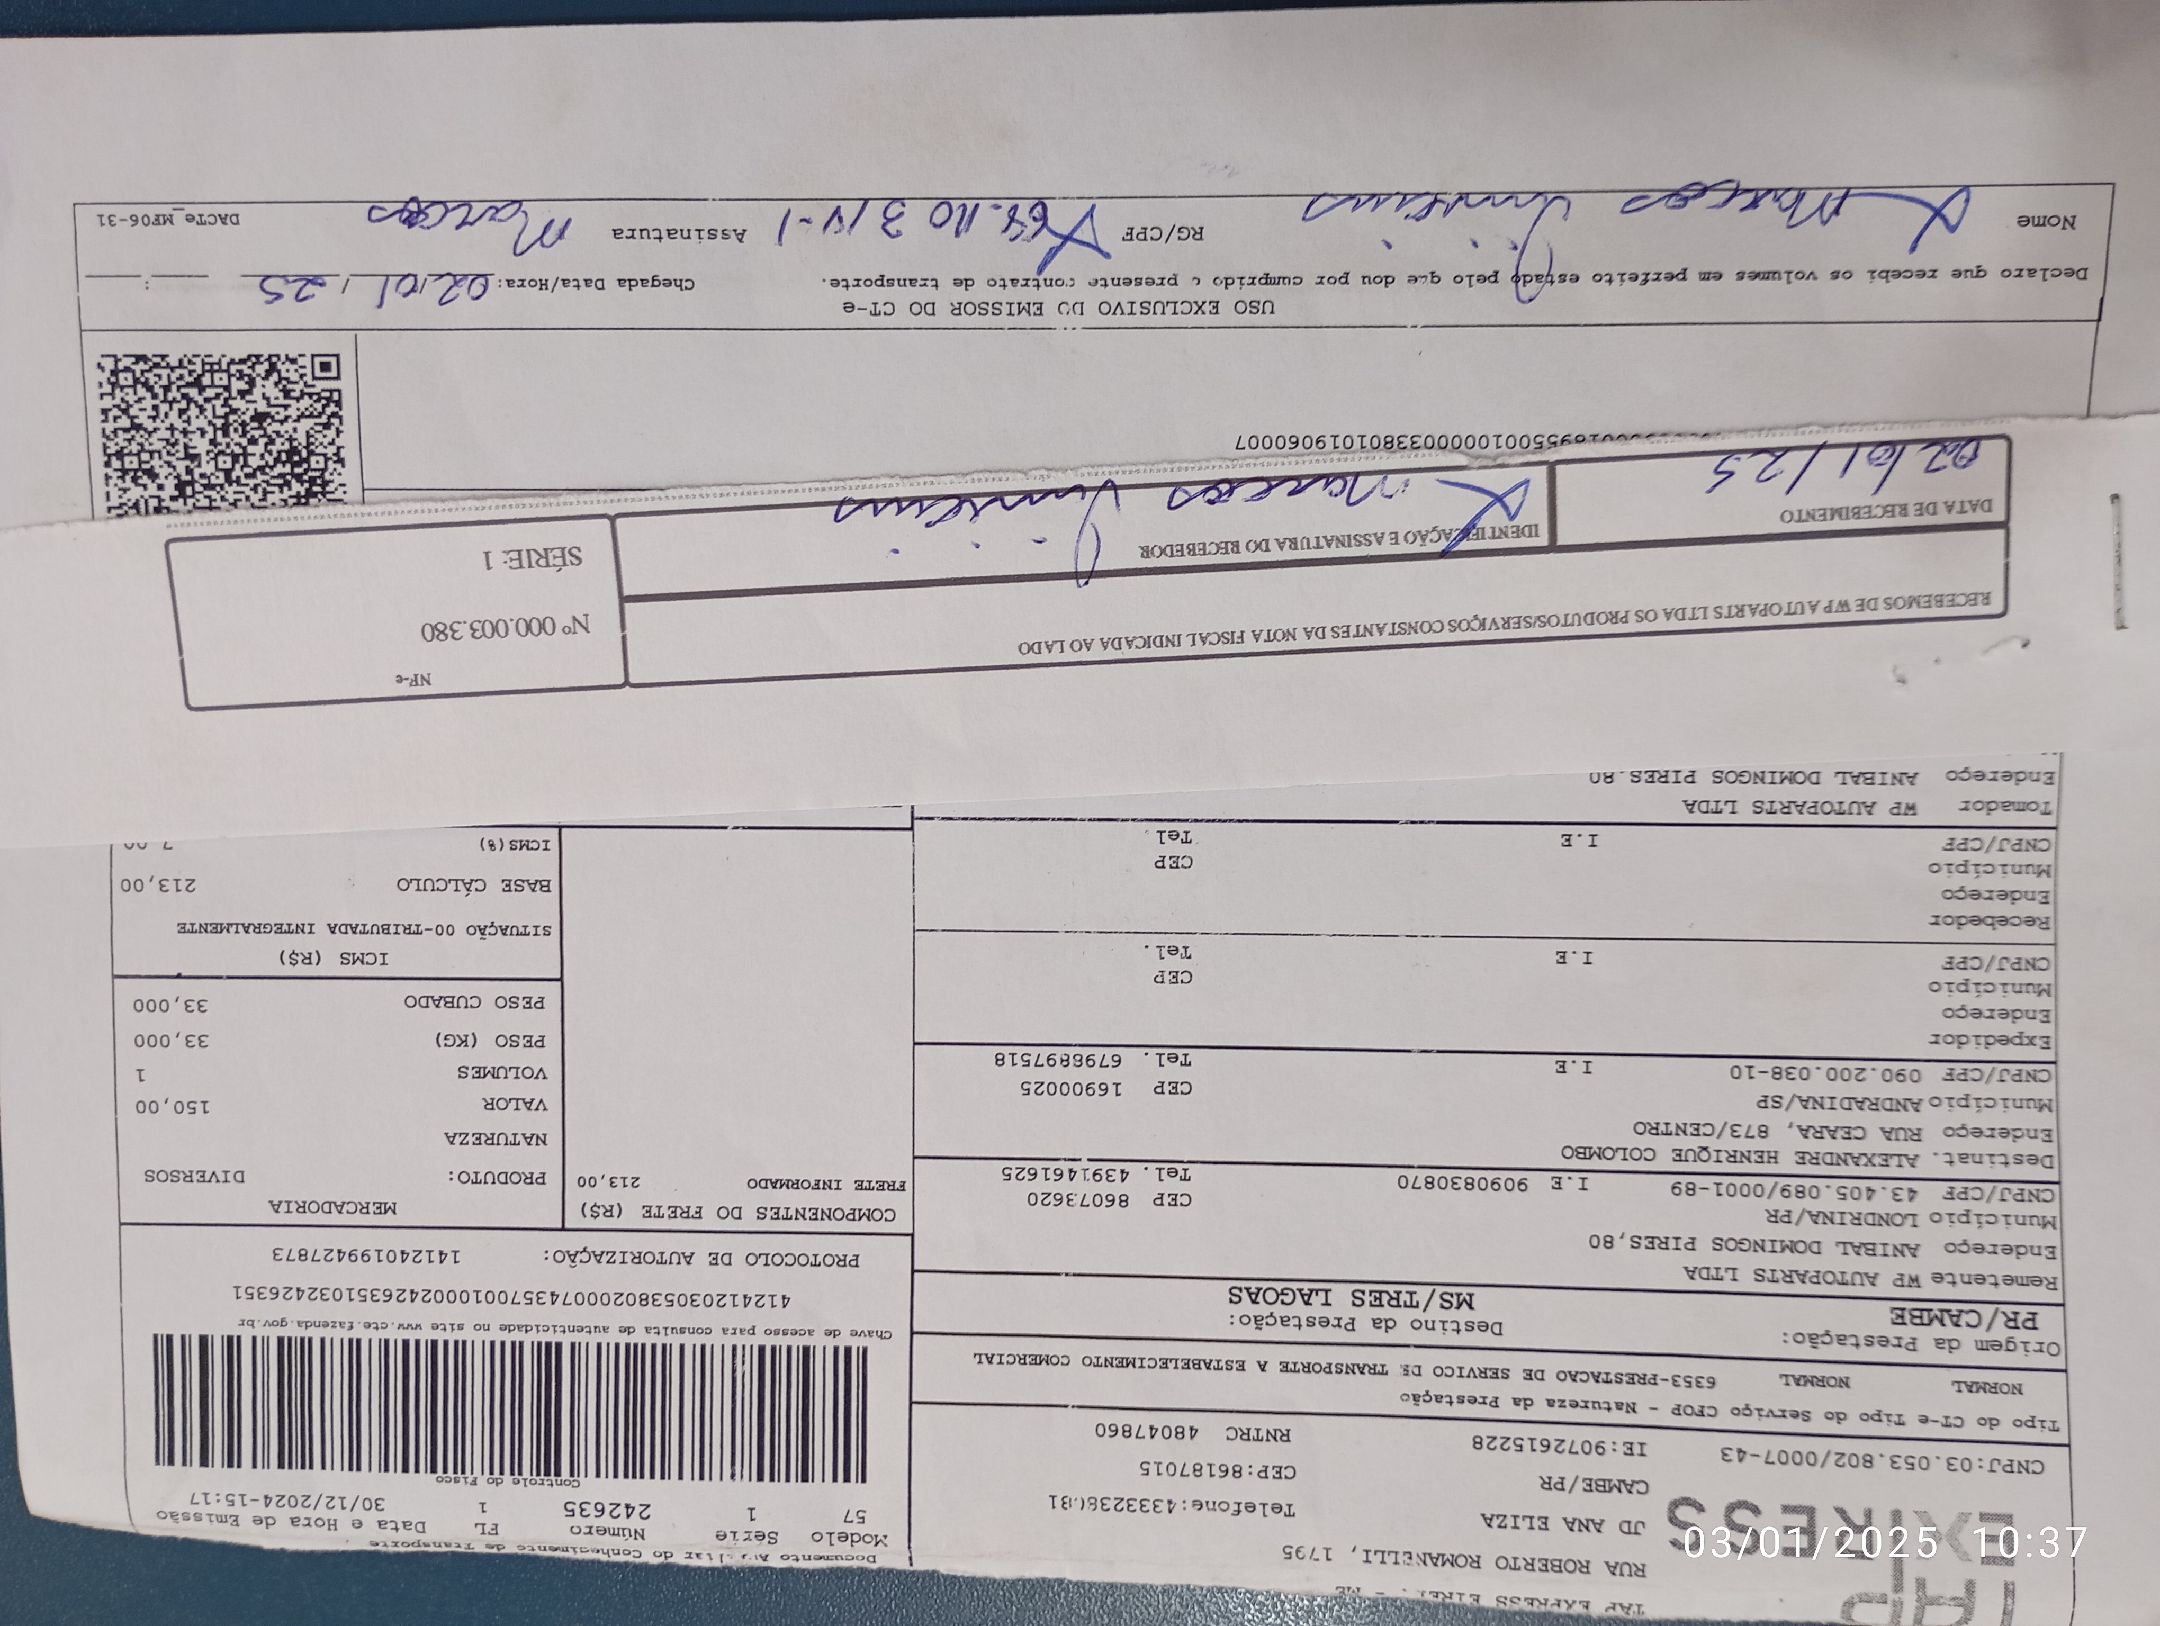 TAP EXPRESS EIRELI - ME
TAP
EXPRESS
RUA ROBERTO ROMANELLI, 1795
JD ANA ELIZA
CAMBE/PR
CNPJ:03.053.802/0007-43 IE:9072615228
CEP:86187015
RNTRC 48047860
Documento Auxiliar do Conhecimento de Transporte
Modelo Série Número FL Data e Hora de Emissão
57 1 242635 1 30/12/2024-15:17
Controle do Fisco
Tipo do CT-e Tipo do Serviço CFOP - Natureza da Prestação
NORMAL NORMAL 6353-PRESTACAO DE SERVICO DE TRANSPORTE A ESTABELECIMENTO COMERCIAL
Origem da Prestação: Destino da Prestação:
PR/CAMBE MS/TRES LAGOAS
Chave de acesso para consulta de autenticidade no site www.cte.fazenda.gov.br
41241203053802000743570010002426351032426351
PROTOCOLO DE AUTORIZAÇÃO: 141240199427873
Remetente WP AUTOPARTS LTDA
Endereço ANIBAL DOMINGOS PIRES,80
Município LONDRINA/PR CEP 86073620
CNPJ/CPF 43.405.089/0001-89 I.E 9090830870 Tel. 4391461625
Destinat. ALEXANDRE HENRIQUE COLOMBO
Endereço RUA CEARA, 873/CENTRO
Município ANDRADINA/SP CEP 16900025
CNPJ/CPF 090.200.038-10 I.E Tel. 6798897518
Expedidor
Endereço
Município CEP
CNPJ/CPF I.E Tel.
Recebedor
Endereço
Município CEP
CNPJ/CPF I.E Tel.
Tomador WP AUTOPARTS LTDA
Endereço ANIBAL DOMINGOS PIRES,80
COMPONENTES DO FRETE (R$)
FRETE INFORMADO 213,00
MERCADORIA
PRODUTO: DIVERSOS
NATUREZA
VALOR 150,00
VOLUMES 1
PESO (KG) 33,000
PESO CUBADO 33,000
ICMS (R$)
SITUAÇÃO 00-TRIBUTADA INTEGRALMENTE
BASE CÁLCULO 213,00
ICMS(%) 7,00
RECEBEMOS DE WP AUTOPARTS LTDA OS PRODUTOS/SERVIÇOS CONSTANTES DA NOTA FISCAL INDICADA AO LADO
DATA DE RECEBIMENTO
02/01/25
IDENTIFICAÇÃO E ASSINATURA DO RECEBEDOR
X Marcos Vinicius
NF-e
Nº 000.003.380
SÉRIE: 1
USO EXCLUSIVO DO EMISSOR DO CT-e
Declaro que recebi os volumes em perfeito estado pelo que dou por cumprido o presente contrato de transporte.
Chegada Data/Hora: 02/01/25 :
Nome X Marcos Vinicius
RG/CPF X
Assinatura Marcos
DACTe_MF06-31
03/01/2025 10:37